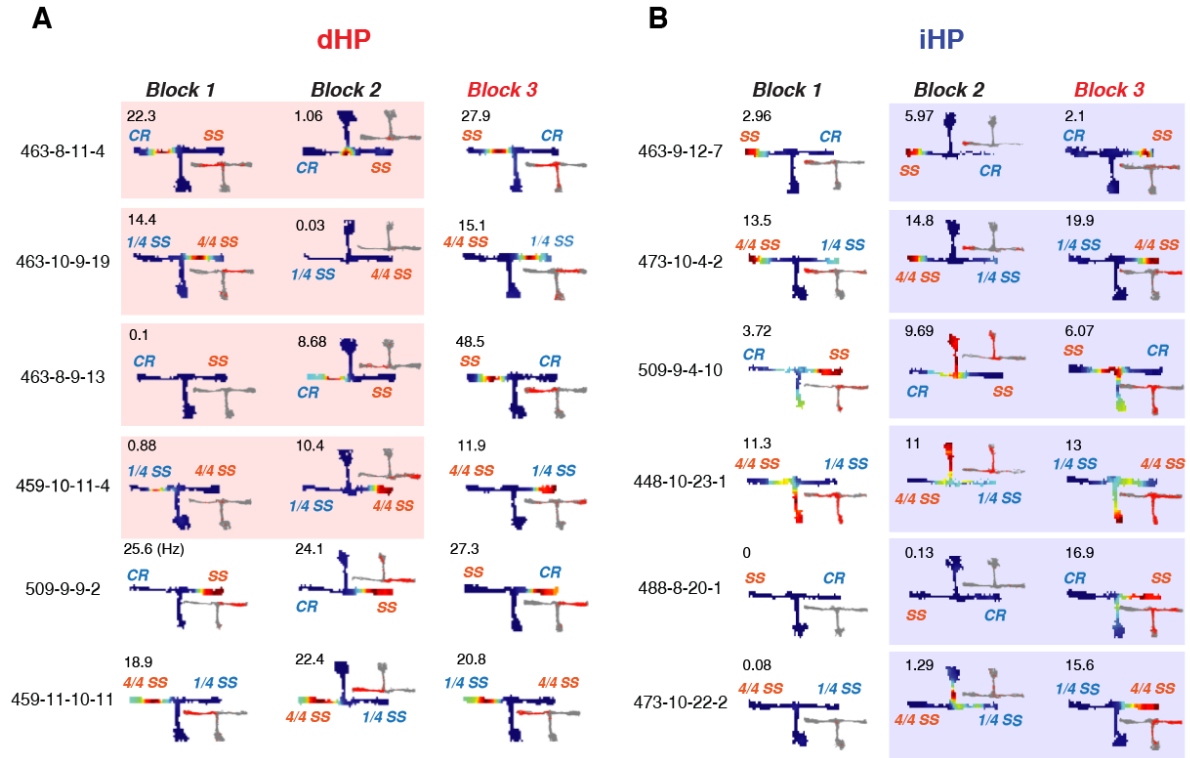 A
B
dHP
iHP
Block 1 Block 2 Block 3
Block 1 Block 2 Block 3
463-8-11-4
22.3
CR SS
1.06
CR SS
27.9
SS CR
463-10-9-19
14.4
1/4 SS 4/4 SS
0.03
1/4 SS 4/4 SS
15.1
4/4 SS 1/4 SS
463-8-9-13
0.1
CR SS
8.68
CR SS
48.5
SS CR
459-10-11-4
0.88
1/4 SS 4/4 SS
10.4
1/4 SS 4/4 SS
11.9
4/4 SS 1/4 SS
509-9-9-2
25.6 (Hz)
CR SS
24.1
CR SS
27.3
SS CR
459-11-10-11
18.9
4/4 SS 1/4 SS
22.4
4/4 SS 1/4 SS
20.8
1/4 SS 4/4 SS
463-9-12-7
2.96
SS CR
5.97
SS CR
2.1
CR SS
473-10-4-2
13.5
4/4 SS 1/4 SS
14.8
4/4 SS 1/4 SS
19.9
1/4 SS 4/4 SS
509-9-4-10
3.72
CR SS
9.69
CR SS
6.07
SS CR
448-10-23-1
11.3
4/4 SS 1/4 SS
11
4/4 SS 1/4 SS
13
1/4 SS 4/4 SS
488-8-20-1
0
SS CR
0.13
SS CR
16.9
CR SS
473-10-22-2
0.08
4/4 SS 1/4 SS
1.29
4/4 SS 1/4 SS
15.6
1/4 SS 4/4 SS